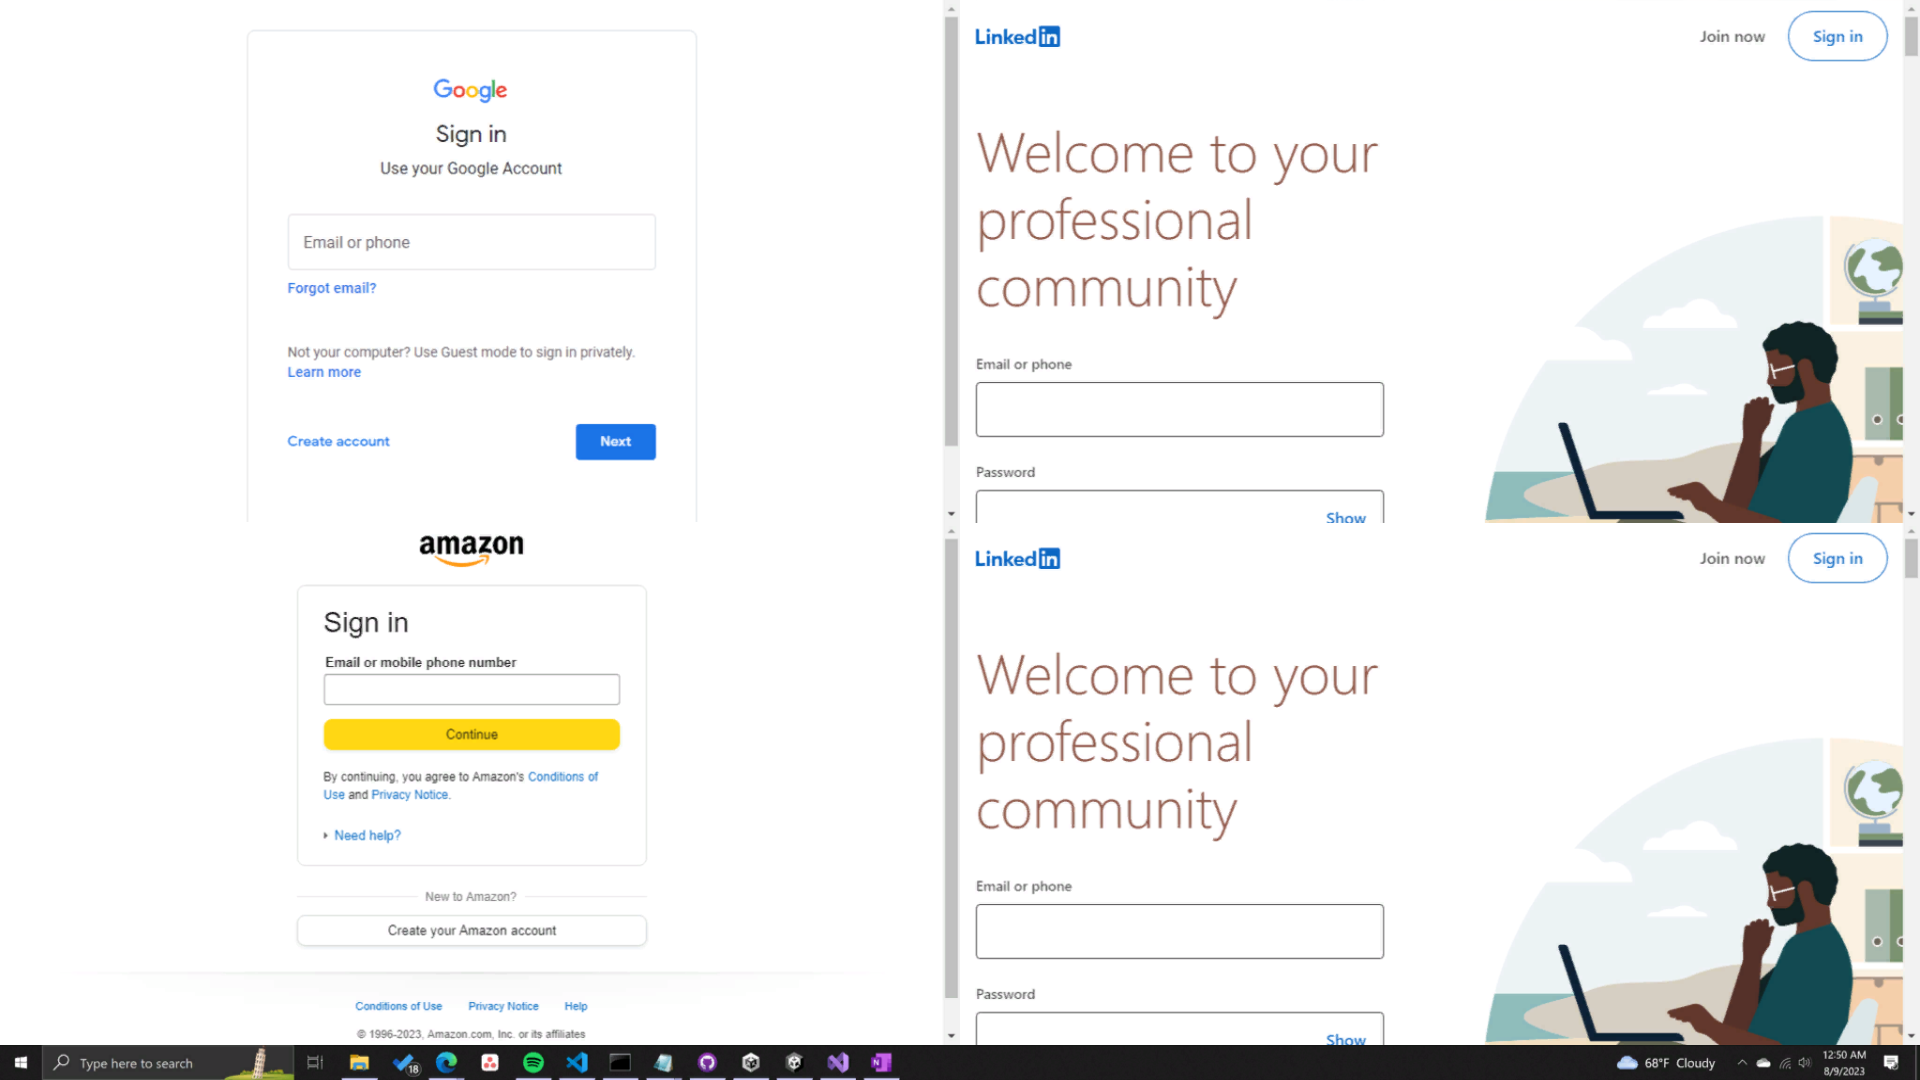 Google
Sign in
Use your Google Account
Email or phone
Forgot email?
Not your computer? Use Guest mode to sign in privately.
Learn more
Create account
Next
Linked in
Join now
Sign in
Welcome to your
professional
community
Email or phone
Password
Show
amazon
Sign in
Email or mobile phone number
Continue
By continuing, you agree to Amazon's Conditions of
Use and Privacy Notice.
Need help?
New to Amazon?
Create your Amazon account
Conditions of Use
Privacy Notice
Help
© 1996-2023, Amazon.com, Inc. or its affiliates
Linked in
Join now
Sign in
Welcome to your
professional
community
Email or phone
Password
Show
Type here to search
18
N
68°F Cloudy
12:50 AM
8/9/2023